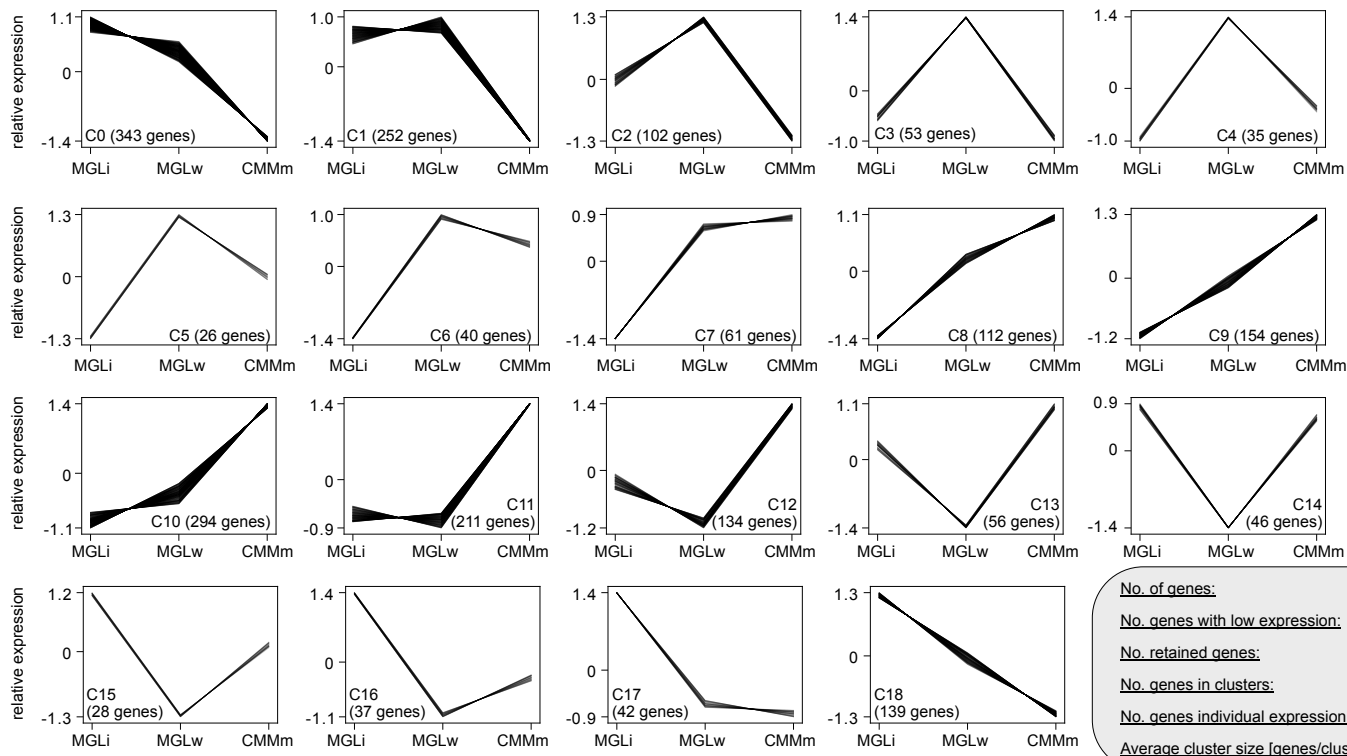 relative expression
1.1
0
-1.4
C0 (343 genes)
MGLi MGLw CMMm
1.0
0
-1.4
C1 (252 genes)
MGLi MGLw CMMm
1.3
0
-1.3
C2 (102 genes)
MGLi MGLw CMMm
1.4
0
-1.0
C3 (53 genes)
MGLi MGLw CMMm
1.4
0
-1.0
C4 (35 genes)
MGLi MGLw CMMm
relative expression
1.3
0
-1.3
C5 (26 genes)
MGLi MGLw CMMm
1.0
0
-1.4
C6 (40 genes)
MGLi MGLw CMMm
0.9
0
-1.4
C7 (61 genes)
MGLi MGLw CMMm
1.1
0
-1.4
C8 (112 genes)
MGLi MGLw CMMm
1.3
0
-1.2
C9 (154 genes)
MGLi MGLw CMMm
relative expression
1.4
0
-1.1
C10 (294 genes)
MGLi MGLw CMMm
1.4
0
-0.9
C11
(211 genes)
MGLi MGLw CMMm
1.4
0
-1.2
C12
(134 genes)
MGLi MGLw CMMm
1.1
0
-1.4
C13
(56 genes)
MGLi MGLw CMMm
0.9
0
-1.4
C14
(46 genes)
MGLi MGLw CMMm
relative expression
1.2
0
-1.3
C15
(28 genes)
MGLi MGLw CMMm
1.4
0
-1.1
C16
(37 genes)
MGLi MGLw CMMm
1.4
0
-0.9
C17
(42 genes)
MGLi MGLw CMMm
1.3
0
-1.3
C18
(139 genes)
MGLi MGLw CMMm
No. of genes:
No. genes with low expression:
No. retained genes:
No. genes in clusters:
No. genes individual expression
Average cluster size [genes/clus